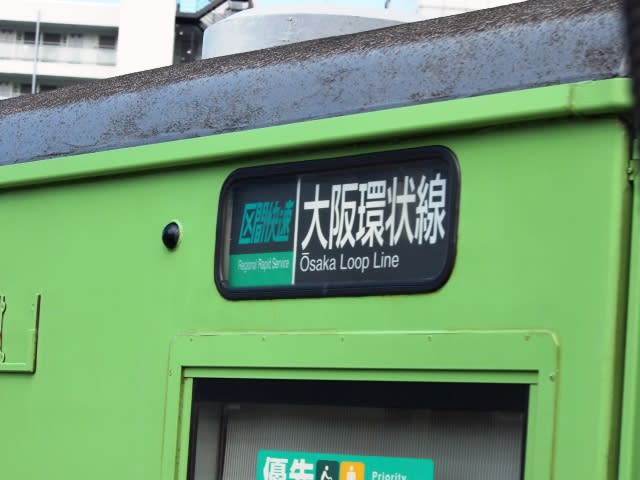 区間快速
Regional Rapid Service
大阪環状線
Ōsaka Loop Line
優先
Priority